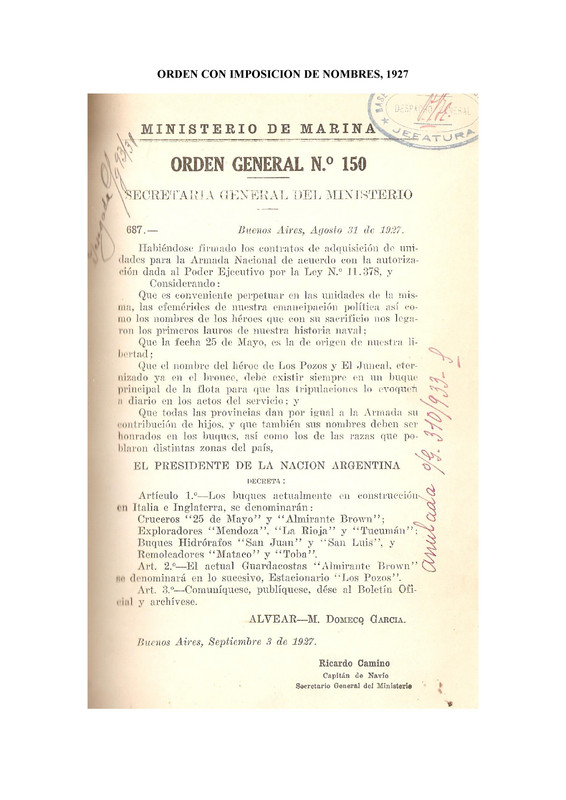 ORDEN CON IMPOSICION DE NOMBRES, 1927
MINISTERIO DE MARINA
JEFATURA
ORDEN GENERAL N.º 150
SECRETARIA GENERAL DEL MINISTERIO
687.— Buenos Aires, Agosto 31 de 1927.
Habiéndose firmado los contratos de adquisición de uni-
dades para la Armada Nacional de acuerdo con la autoriza-
ción dada al Poder Ejecutivo por la Ley N.º 11.378, y
Considerando:
Que es conveniente perpetuar en las unidades de la mis-
ma, las efemérides de nuestra emancipación política así co-
mo los nombres de los héroes que con su sacrificio nos lega-
ron los primeros lauros de nuestra historia naval;
Que la fecha 25 de Mayo, es la de origen de nuestra li-
bertad;
Que el nombre del héroe de Los Pozos y El Juncal, eter-
nizado ya en el bronce, debe existir siempre en un buque
principal de la flota para que las tripulaciones lo evoquen
a diario en los actos del servicio; y
Que todas las provincias dan por igual a la Armada su
contribución de hijos, y que también sus nombres deben ser
honrados en los buques, así como los de las razas que po-
blaron distintas zonas del país,
EL PRESIDENTE DE LA NACION ARGENTINA
DECRETA:
Artículo 1.º—Los buques actualmente en construcción
en Italia e Inglaterra, se denominarán:
Cruceros "25 de Mayo" y "Almirante Brown";
Exploradores "Mendoza", "La Rioja" y "Tucumán";
Buques Hidrórafos "San Juan" y "San Luis", y
Remolcadores "Mataco" y "Toba".
Art. 2.º—El actual Guardacostas "Almirante Brown"
se denominará en lo sucesivo, Estacionario "Los Pozos".
Art. 3.º—Comuníquese, publíquese, dése al Boletín Ofi-
cial y archívese.
ALVEAR—M. DOMECQ GARCIA.
Buenos Aires, Septiembre 3 de 1927.
Ricardo Camino
Capitán de Navío
Secretario General del Ministerio
anulada o/G. 310/933-